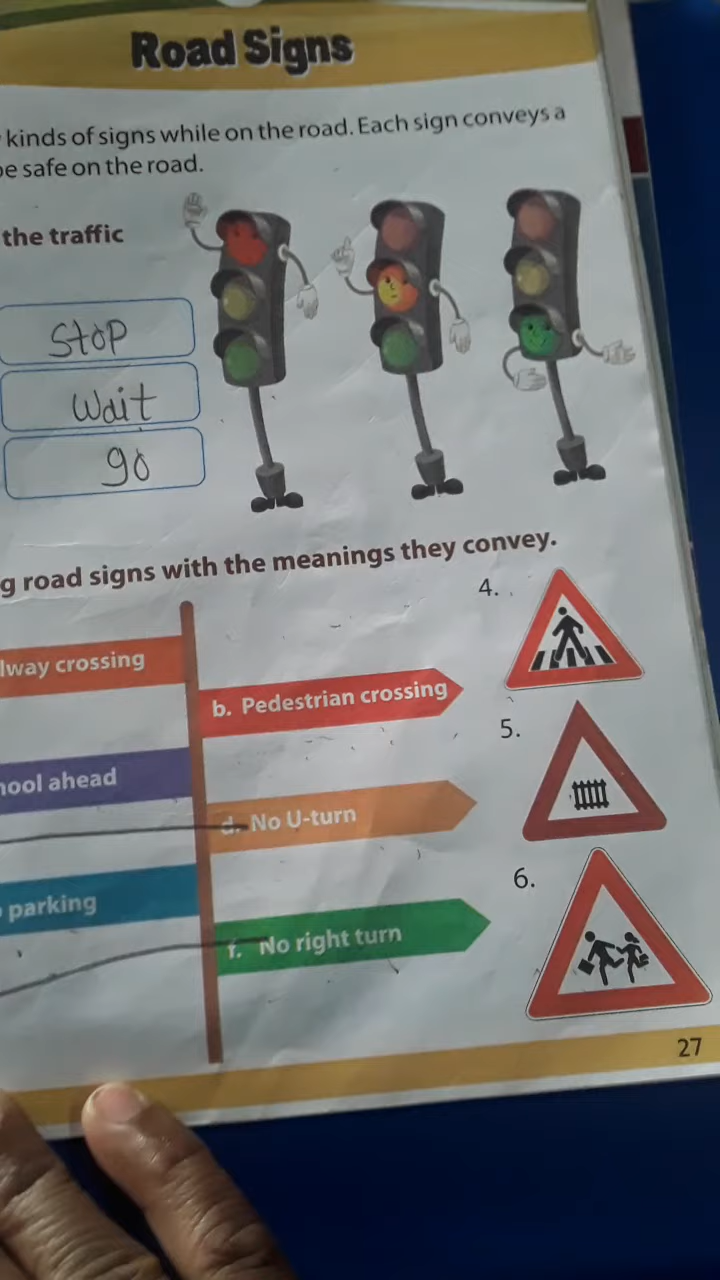 Road Signs
kinds of signs while on the road. Each sign conveys a
be safe on the road.
the traffic
Stop
Wait
go
road signs with the meanings they convey.
4.
crossing
b. Pedestrian crossing
5.
ahead
d. No U-turn
6.
parking
f. No right turn
27